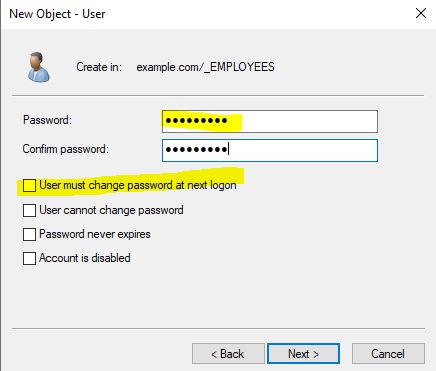 New Object - User
Create in: example.com/_EMPLOYEES
Password: ●●●●●●●●●
Confirm password: ●●●●●●●●●
User must change password at next logon
User cannot change password
Password never expires
Account is disabled
< Back Next > Cancel